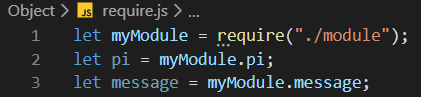 Object > JS require.js > ...
1 let myModule = require("./module");
2 let pi = myModule.pi;
3 let message = myModule.message;